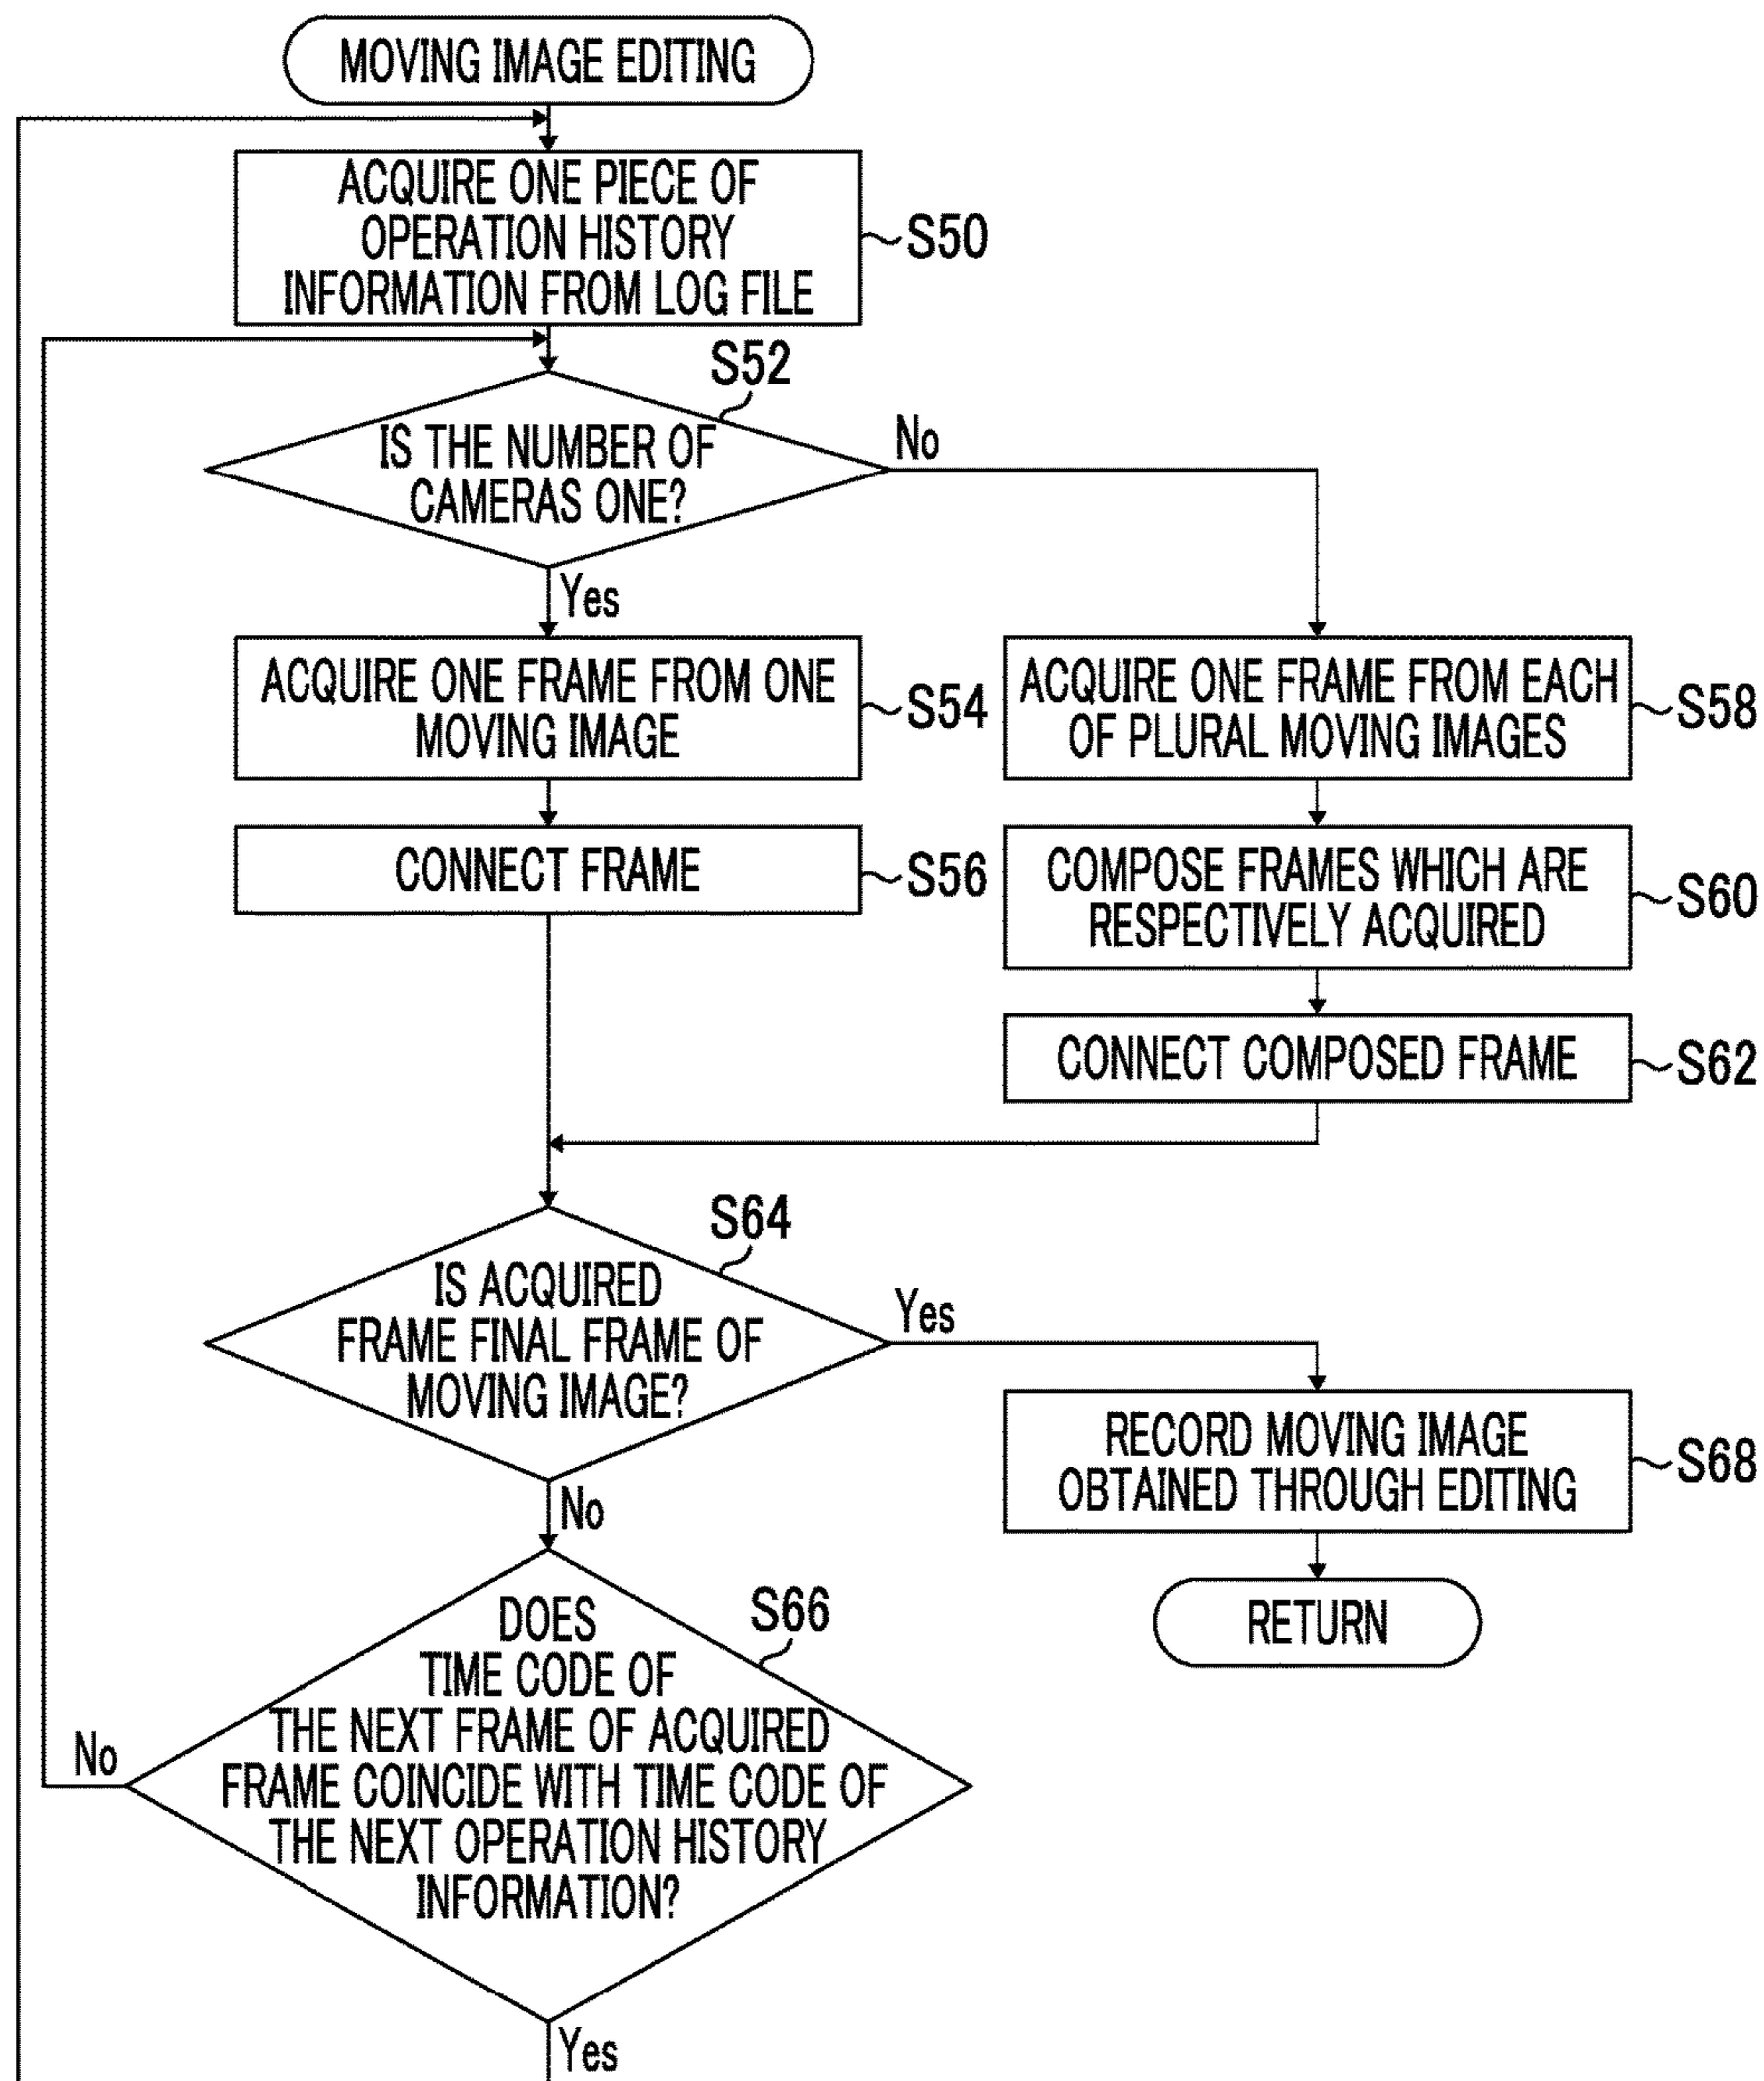 MOVING IMAGE EDITING
ACQUIRE ONE PIECE OF
OPERATION HISTORY
INFORMATION FROM LOG FILE
S50
S52
IS THE NUMBER OF
CAMERAS ONE?
No
Yes
ACQUIRE ONE FRAME FROM ONE
MOVING IMAGE
S54
ACQUIRE ONE FRAME FROM EACH
OF PLURAL MOVING IMAGES
S58
CONNECT FRAME
S56
COMPOSE FRAMES WHICH ARE
RESPECTIVELY ACQUIRED
S60
CONNECT COMPOSED FRAME
S62
S64
IS ACQUIRED
FRAME FINAL FRAME OF
MOVING IMAGE?
Yes
No
RECORD MOVING IMAGE
OBTAINED THROUGH EDITING
S68
RETURN
S66
DOES
TIME CODE OF
THE NEXT FRAME OF ACQUIRED
FRAME COINCIDE WITH TIME CODE OF
THE NEXT OPERATION HISTORY
INFORMATION?
No
Yes